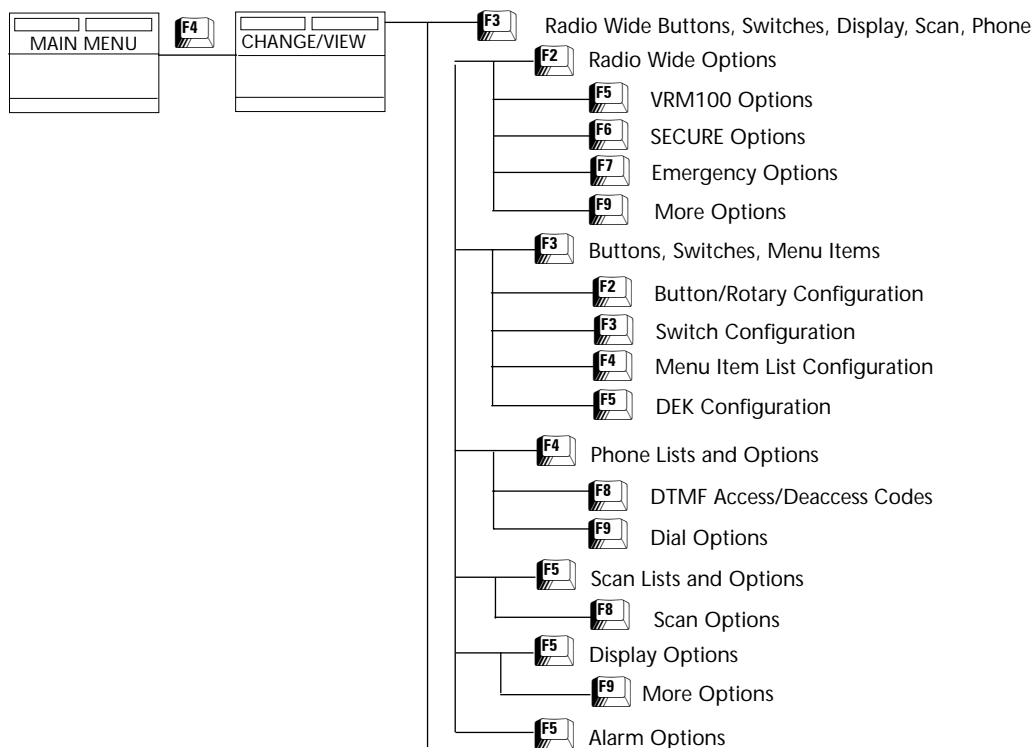 F3 Radio Wide Buttons, Switches, Display, Scan, Phone
MAIN MENU F4 CHANGE/VIEW
F2 Radio Wide Options
F5 VRM100 Options
F6 SECURE Options
F7 Emergency Options
F9 More Options
F3 Buttons, Switches, Menu Items
F2 Button/Rotary Configuration
F3 Switch Configuration
F4 Menu Item List Configuration
F5 DEK Configuration
F4 Phone Lists and Options
F8 DTMF Access/Deaccess Codes
F9 Dial Options
F5 Scan Lists and Options
F8 Scan Options
F5 Display Options
F9 More Options
F5 Alarm Options